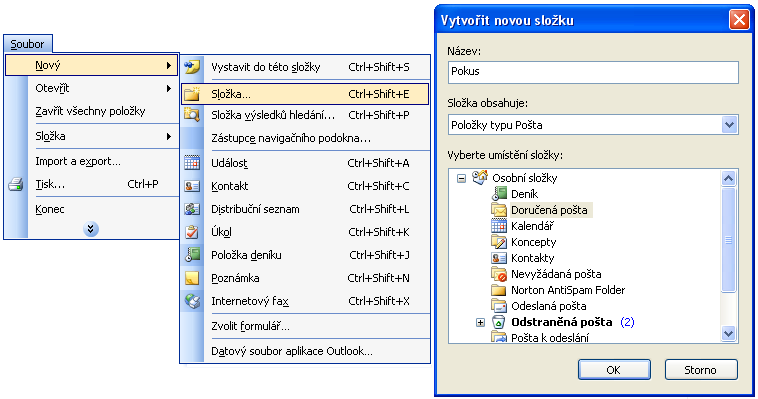 Soubor
Nový
Otevřít
Zavřít všechny položky
Složka
Import a export...
Tisk... Ctrl+P
Konec
Vystavit do této složky Ctrl+Shift+S
Složka... Ctrl+Shift+E
Složka výsledků hledání... Ctrl+Shift+P
Zástupce navigačního podokna...
Událost Ctrl+Shift+A
Kontakt Ctrl+Shift+C
Distribuční seznam Ctrl+Shift+L
Úkol Ctrl+Shift+K
Položka deníku Ctrl+Shift+J
Poznámka Ctrl+Shift+N
Internetový fax Ctrl+Shift+X
Zvolit formulář...
Datový soubor aplikace Outlook...
Vytvořit novou složku
Název:
Pokus
Složka obsahuje:
Položky typu Pošta
Vyberte umístění složky:
Osobní složky
Deník
Doručená pošta
Kalendář
Koncepty
Kontakty
Nevyžádaná pošta
Norton AntiSpam Folder
Odeslaná pošta
Odstraněná pošta (2)
Pošta k odeslání
OK Storno